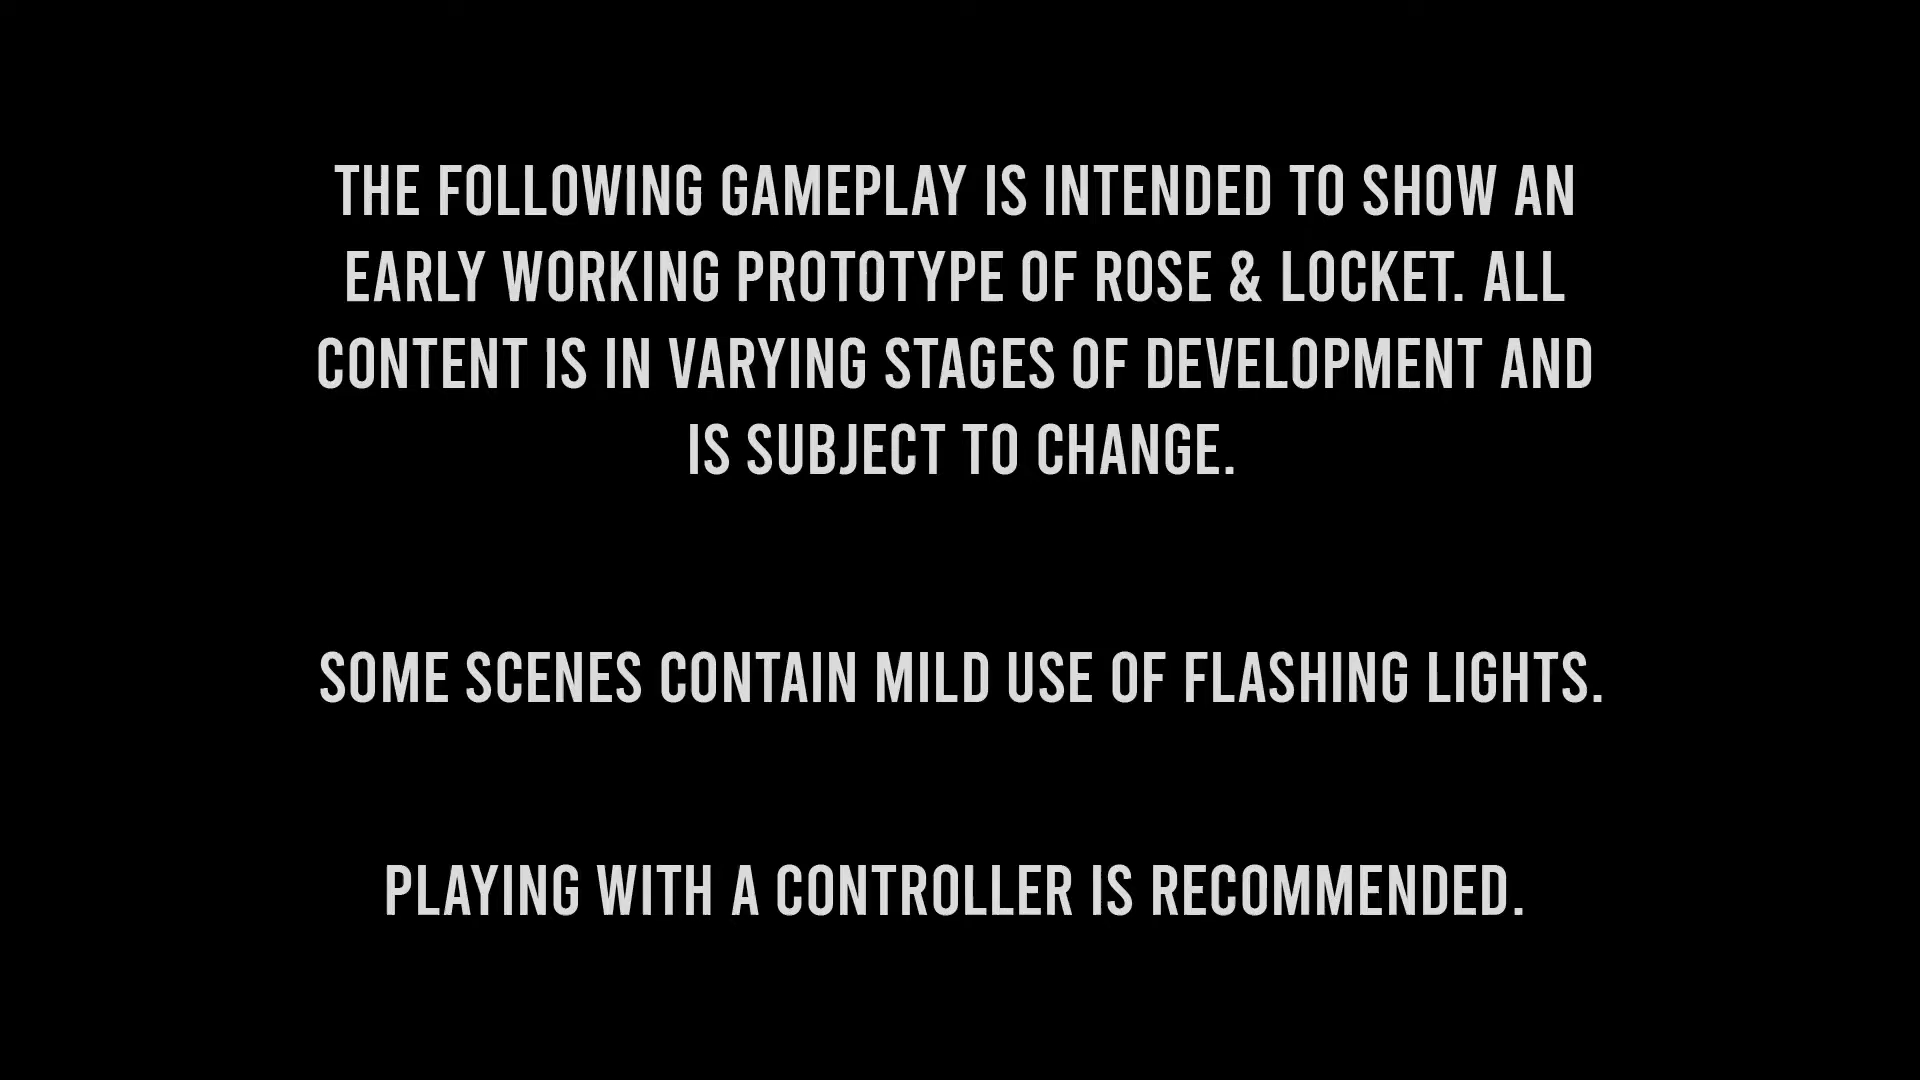 THE FOLLOWING GAMEPLAY IS INTENDED TO SHOW AN
EARLY WORKING PROTOTYPE OF ROSE & LOCKET. ALL
CONTENT IS IN VARYING STAGES OF DEVELOPMENT AND
IS SUBJECT TO CHANGE.
SOME SCENES CONTAIN MILD USE OF FLASHING LIGHTS.
PLAYING WITH A CONTROLLER IS RECOMMENDED.